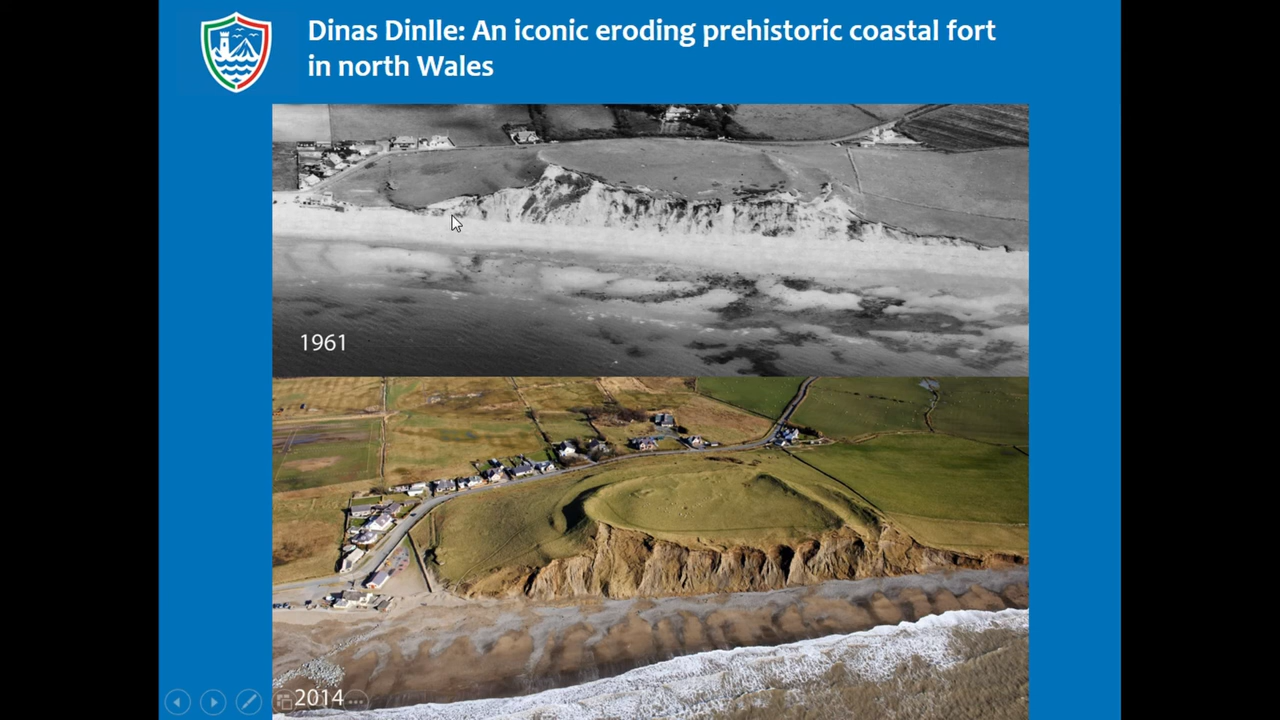 Dinas Dinlle: An iconic eroding prehistoric coastal fort
in north Wales
1961
2014